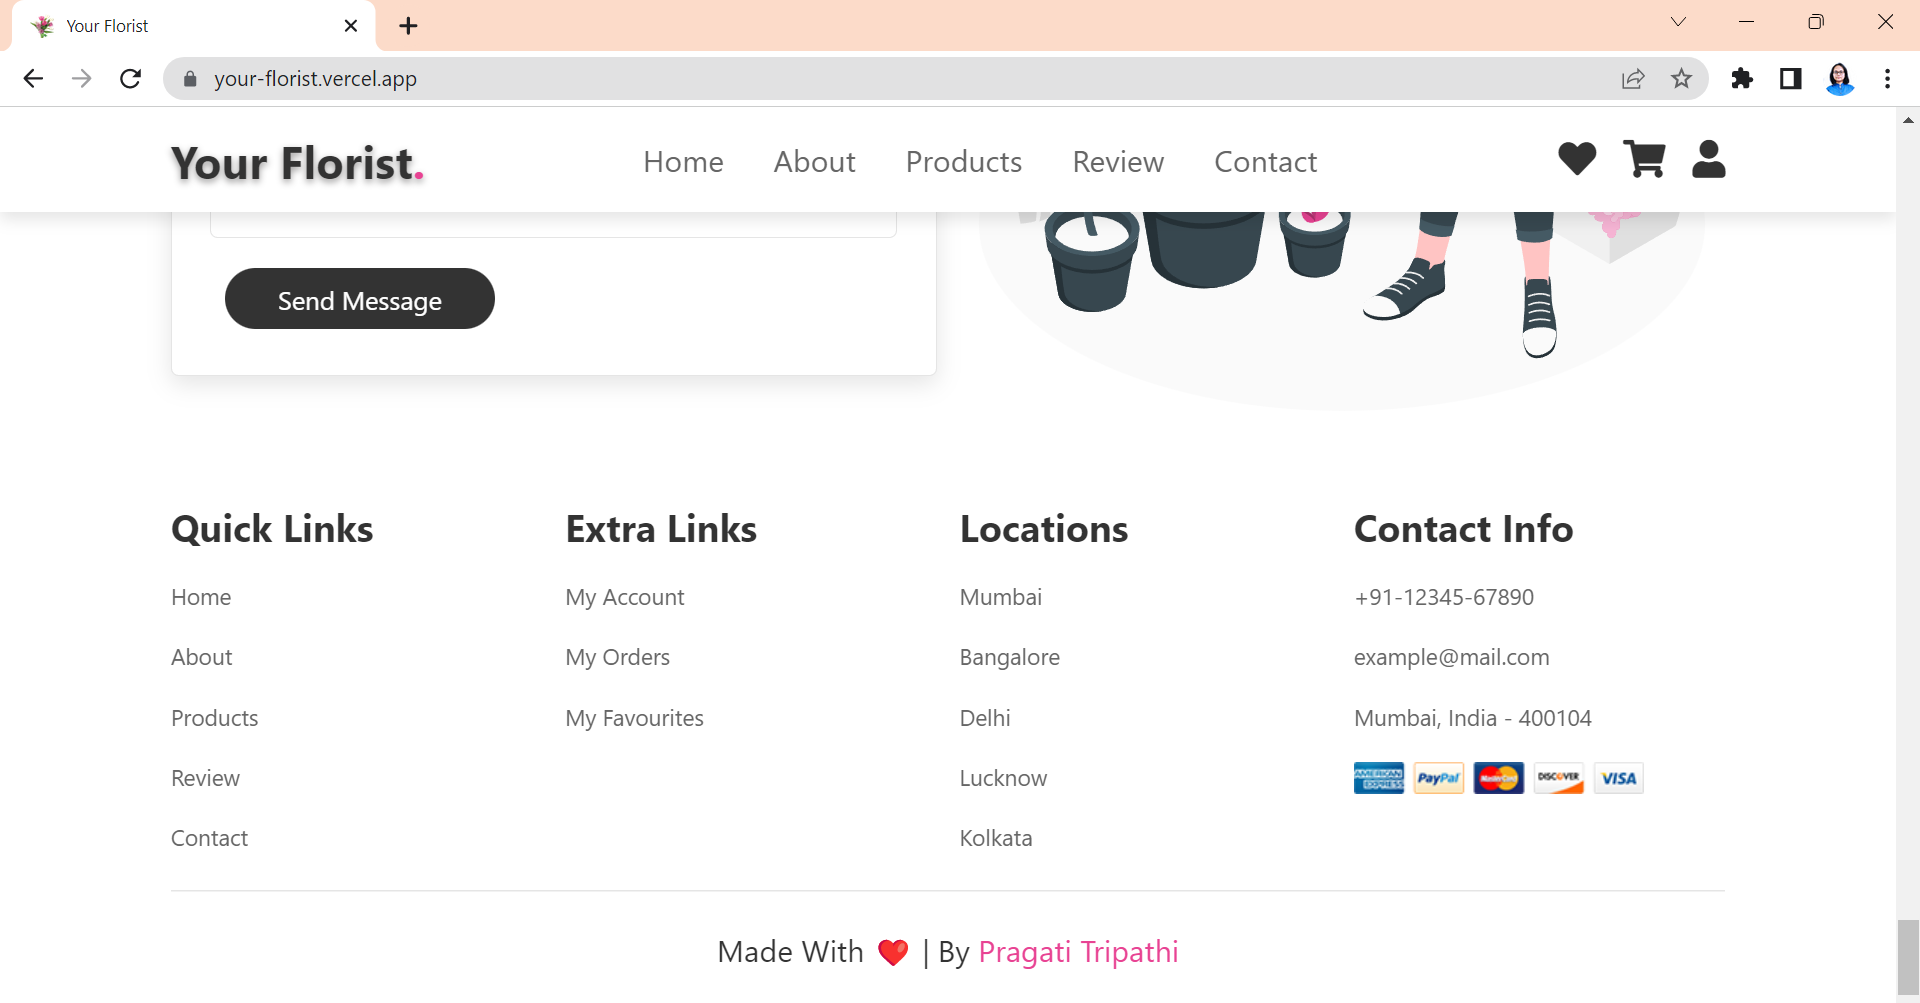 Your Florist
your-florist.vercel.app
Your Florist. Home About Products Review Contact
Send Message
Quick Links
Home
About
Products
Review
Contact
Extra Links
My Account
My Orders
My Favourites
Locations
Mumbai
Bangalore
Delhi
Lucknow
Kolkata
Contact Info
+91-12345-67890
example@mail.com
Mumbai, India - 400104
AMERICAN EXPRESS PayPal MasterCard DISCOVER VISA
Made With ❤️ | By Pragati Tripathi